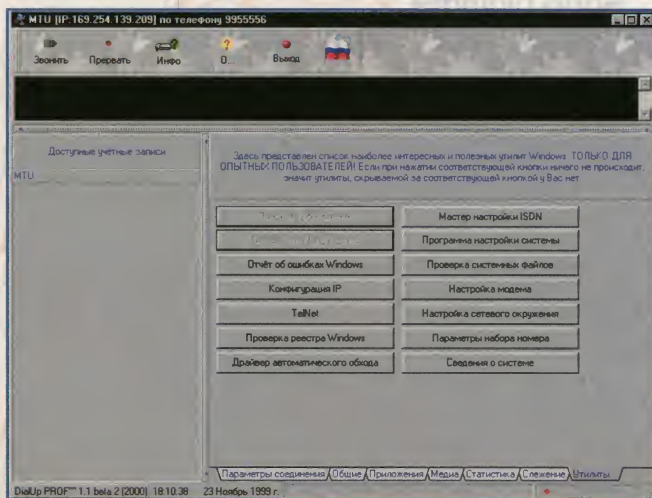 MTU [IP:169.254.139.209] по телефону 9955556
Звонить Прервать Инфо О... Выход
Доступные учётные записи
MTU
Здесь представлен список наиболее интересных и полезных утилит Windows. ТОЛЬКО ДЛЯ
ОПЫТНЫХ ПОЛЬЗОВАТЕЛЕЙ! Если при нажатии соответствующей кнопки ничего не происходит,
значит утилиты, скрываемой за соответствующей кнопкой у Вас нет
Мастер настройки ISDN
Программа настройки системы
Отчёт об ошибках Windows
Проверка системных файлов
Конфигурация IP
Настройка модема
TelNet
Настройка сетевого окружения
Проверка реестра Windows
Параметры набора номера
Драйвер автоматического обхода
Сведения о системе
Параметры соединения Общие Приложения Медиа Статистика Слежение Утилиты
DialUp PROF™ 1.1 beta 2 (2000) 18:10:38 23 Ноябрь 1999 г.